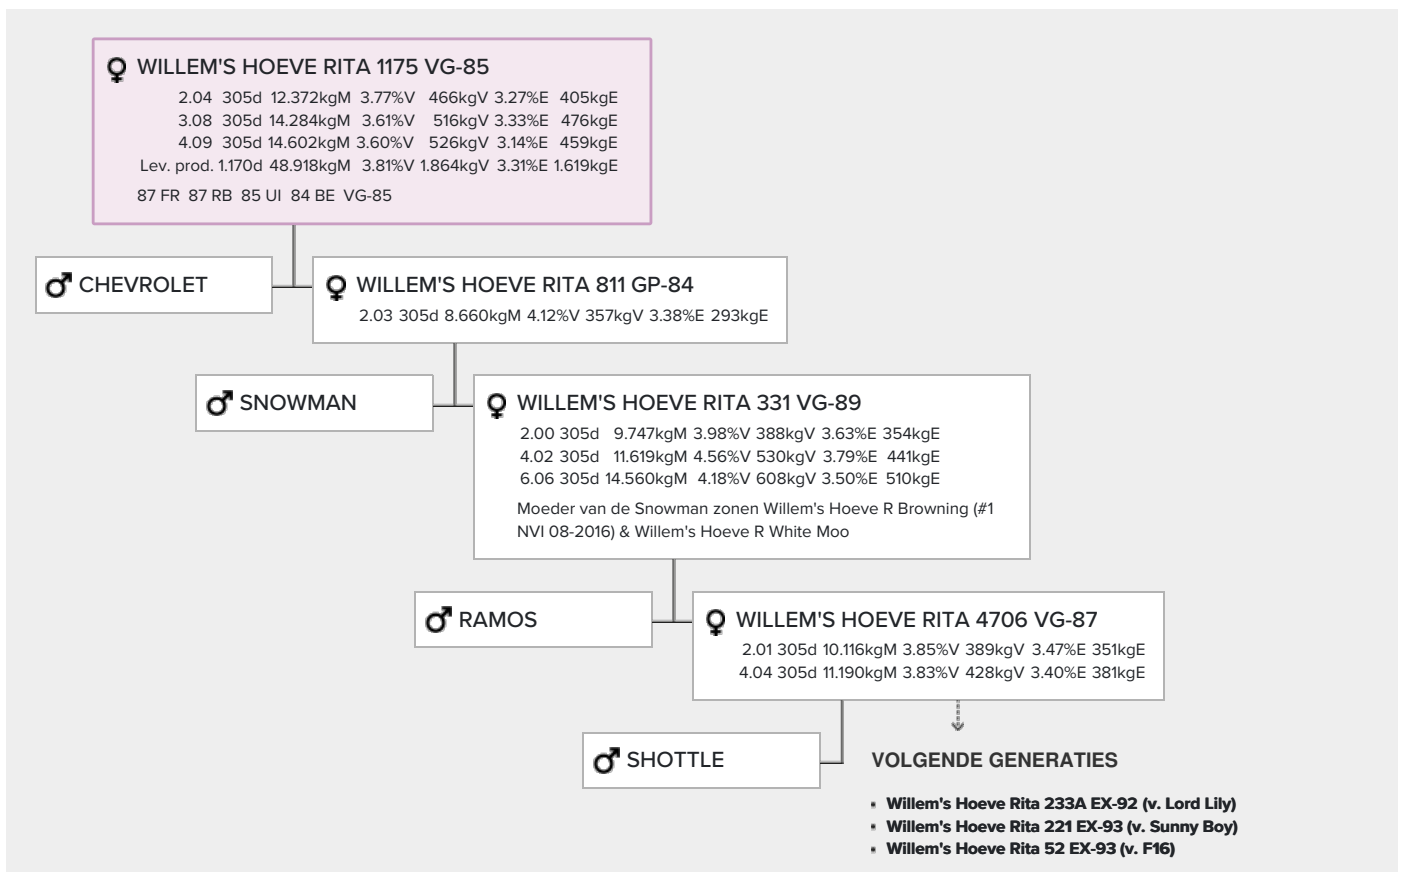 WILLEM'S HOEVE RITA 1175 VG-85
2.04 305d 12.372kgM 3.77%V 466kgV 3.27%E 405kgE
3.08 305d 14.284kgM 3.61%V 516kgV 3.33%E 476kgE
4.09 305d 14.602kgM 3.60%V 526kgV 3.14%E 459kgE
Lev. prod. 1.170d 48.918kgM 3.81%V 1.864kgV 3.31%E 1.619kgE
87 FR 87 RB 85 UI 84 BE VG-85
CHEVROLET
WILLEM'S HOEVE RITA 811 GP-84
2.03 305d 8.660kgM 4.12%V 357kgV 3.38%E 293kgE
SNOWMAN
WILLEM'S HOEVE RITA 331 VG-89
2.00 305d 9.747kgM 3.98%V 388kgV 3.63%E 354kgE
4.02 305d 11.619kgM 4.56%V 530kgV 3.79%E 441kgE
6.06 305d 14.560kgM 4.18%V 608kgV 3.50%E 510kgE
Moeder van de Snowman zonen Willem's Hoeve R Browning (#1
NVI 08-2016) & Willem's Hoeve R White Moo
RAMOS
WILLEM'S HOEVE RITA 4706 VG-87
2.01 305d 10.116kgM 3.85%V 389kgV 3.47%E 351kgE
4.04 305d 11.190kgM 3.83%V 428kgV 3.40%E 381kgE
SHOTTLE
VOLGENDE GENERATIES
▪ Willem's Hoeve Rita 233A EX-92 (v. Lord Lily)
▪ Willem's Hoeve Rita 221 EX-93 (v. Sunny Boy)
▪ Willem's Hoeve Rita 52 EX-93 (v. F16)